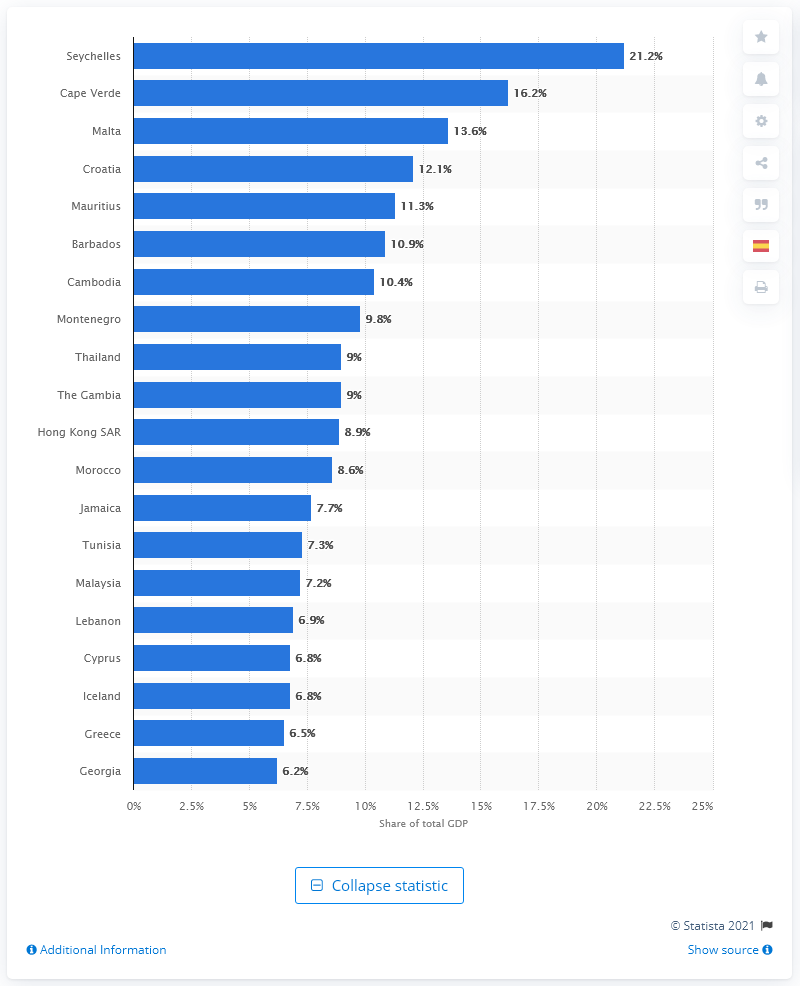 Seychelles 21.2%
Cape Verde 16.2%
Malta 13.6%
Croatia 12.1%
Mauritius 11.3%
Barbados 10.9%
Cambodia 10.4%
Montenegro 9.8%
Thailand 9%
The Gambia 9%
Hong Kong SAR 8.9%
Morocco 8.6%
Jamaica 7.7%
Tunisia 7.3%
Malaysia 7.2%
Lebanon 6.9%
Cyprus 6.8%
Iceland 6.8%
Greece 6.5%
Georgia 6.2%
0% 2.5% 5% 7.5% 10% 12.5% 15% 17.5% 20% 22.5% 25%
Share of total GDP
Collapse statistic
© Statista 2021
Additional Information Show source